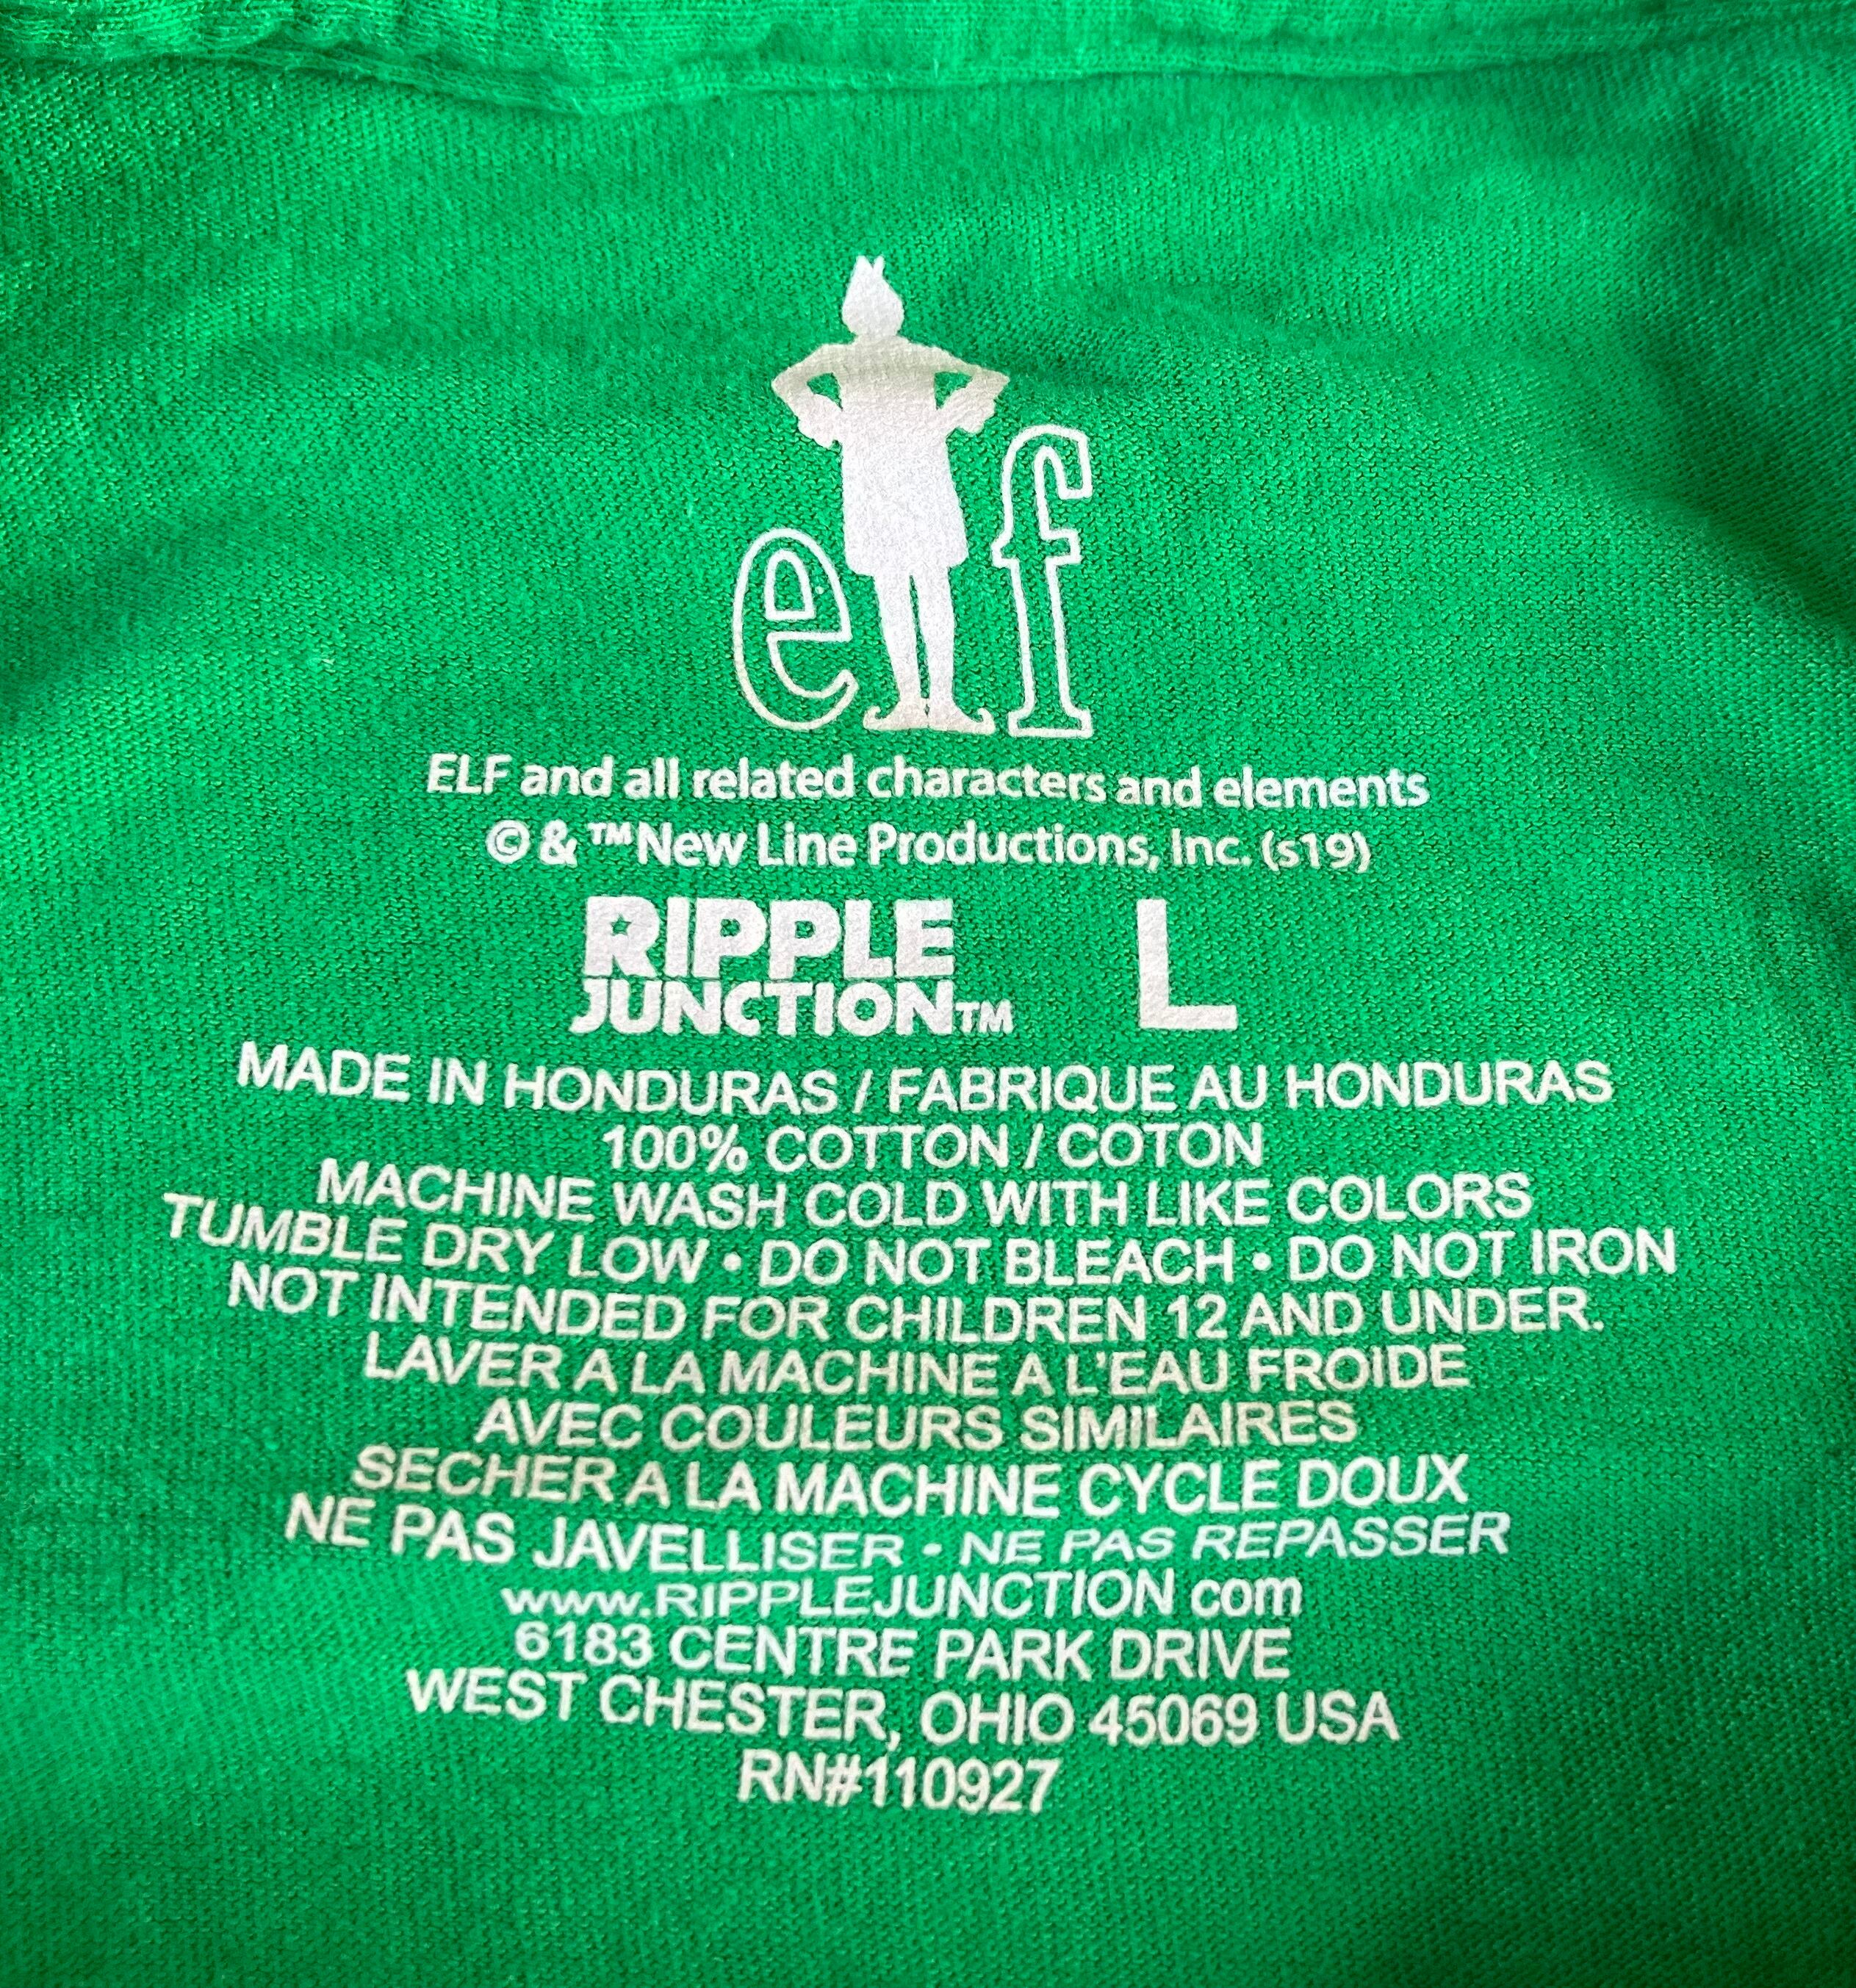 elf
ELF and all related characters and elements
© & ™ New Line Productions, Inc. (s19)
RIPPLE
JUNCTION™ L
MADE IN HONDURAS / FABRIQUE AU HONDURAS
100% COTTON / COTON
MACHINE WASH COLD WITH LIKE COLORS
TUMBLE DRY LOW • DO NOT BLEACH • DO NOT IRON
NOT INTENDED FOR CHILDREN 12 AND UNDER.
LAVER A LA MACHINE A L'EAU FROIDE
AVEC COULEURS SIMILAIRES
SECHER A LA MACHINE CYCLE DOUX
NE PAS JAVELLISER • NE PAS REPASSER
www.RIPPLEJUNCTION com
6183 CENTRE PARK DRIVE
WEST CHESTER, OHIO 45069 USA
RN#110927